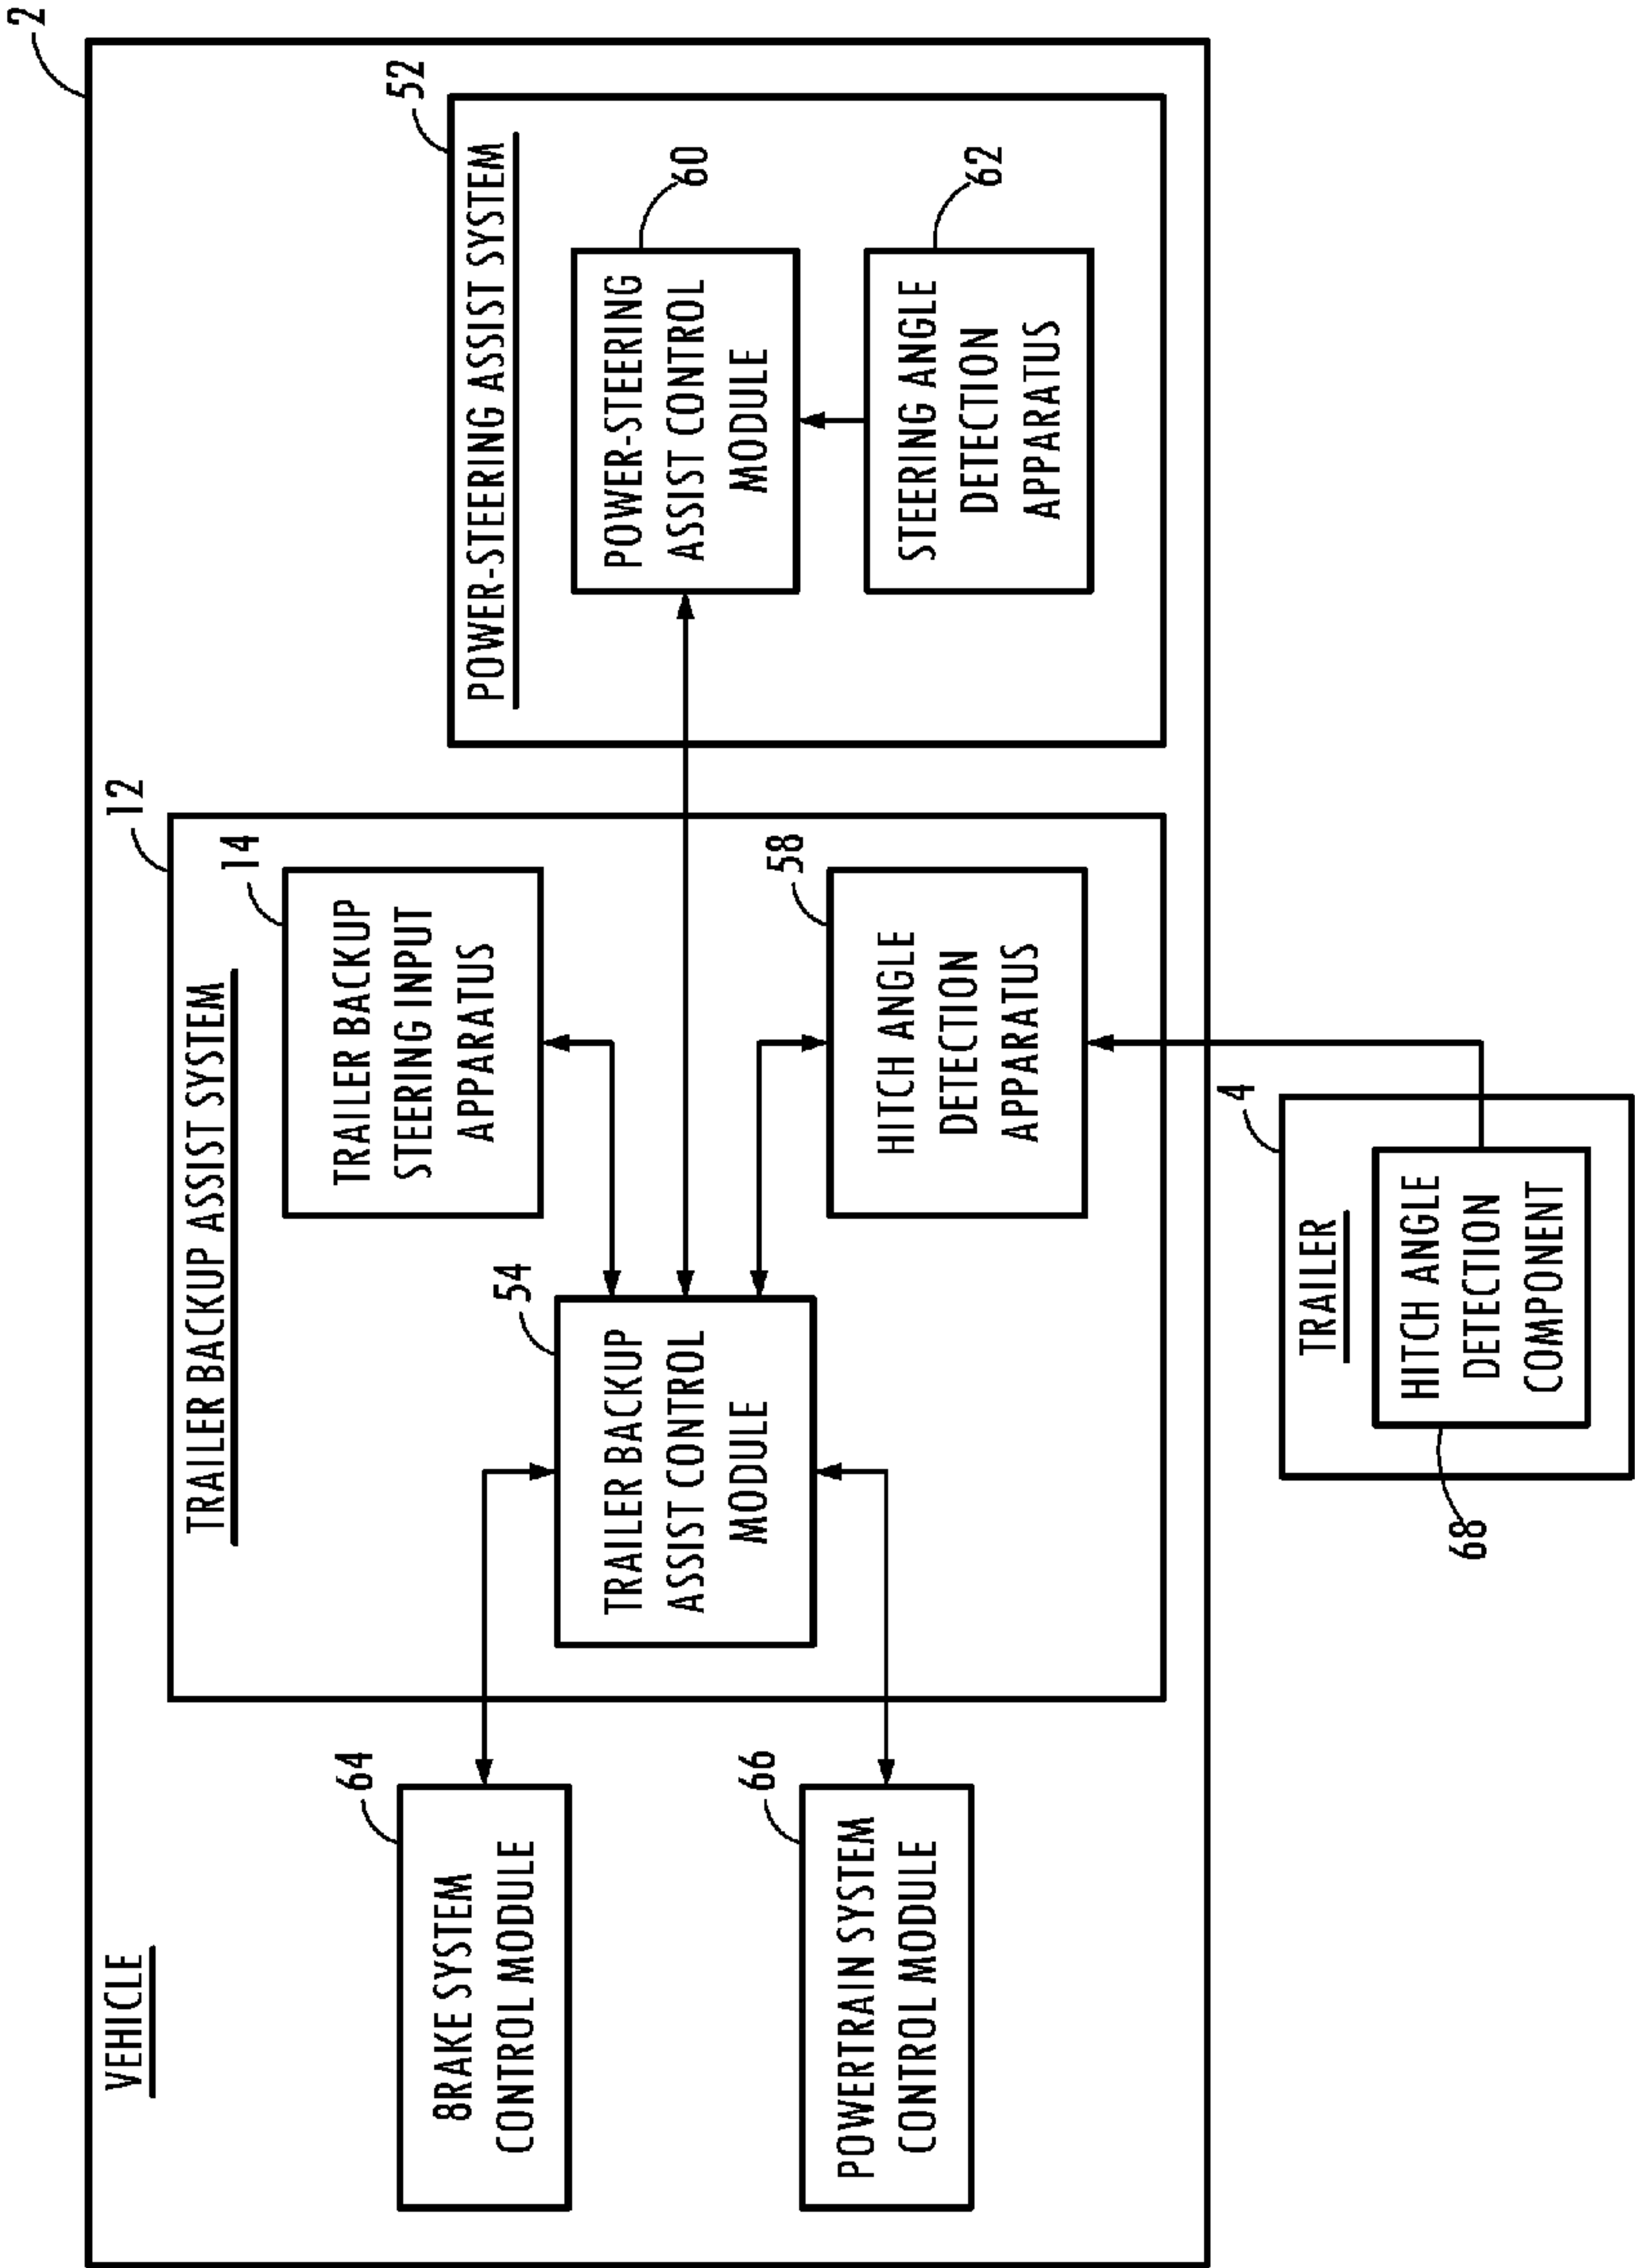 2
VEHICLE
12
TRAILER BACKUP ASSIST SYSTEM
52
POWER-STEERING ASSIST SYSTEM
64
8RAKE SYSTEM
CONTROL MODULE
14
TRAILER BACKUP
STEERING INPUT
APPARATUS
54
TRAILER BACKUP
ASSIST CONTROL
MODULE
60
POWER-STEERING
ASSIST CONTROL
MODULE
66
POWERTRAIN SYSTEM
CONTROL MODULE
58
HITCH ANGLE
DETECTION
APPARATUS
62
STEERING ANGLE
DETECTION
APPARATUS
4
TRAILER
HITCH ANGLE
DETECTION
COMPONENT
68